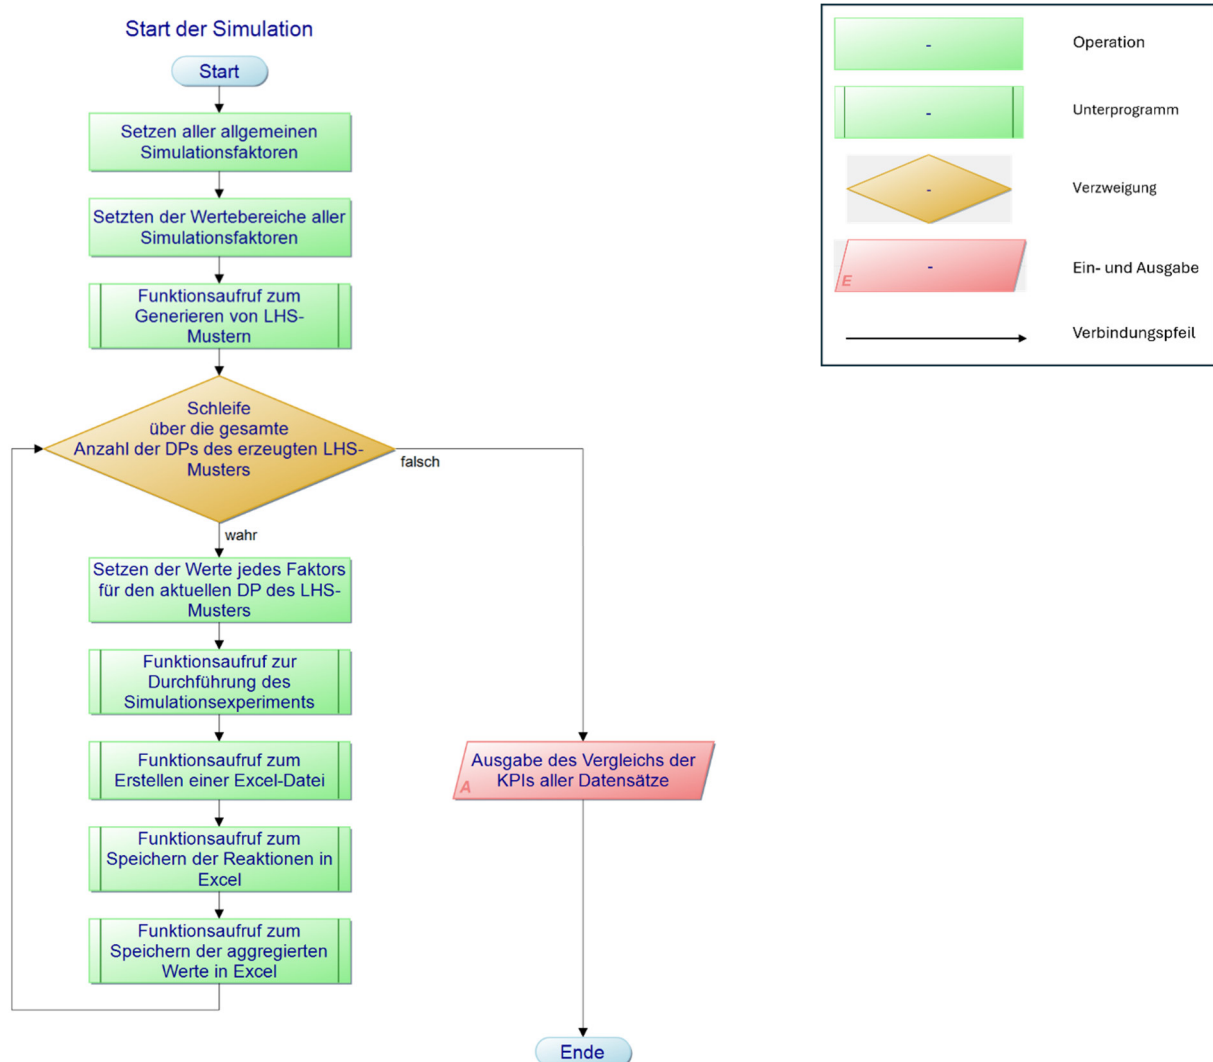 Start der Simulation
Start
Setzen aller allgemeinen
Simulationsfaktoren
Setzten der Wertebereiche aller
Simulationsfaktoren
Funktionsaufruf zum
Generieren von LHS-
Mustern
Schleife
über die gesamte
Anzahl der DPs des erzeugten LHS-
Musters
falsch
wahr
Setzen der Werte jedes Faktors
für den aktuellen DP des LHS-
Musters
Funktionsaufruf zur
Durchführung des
Simulationsexperiments
Funktionsaufruf zum
Erstellen einer Excel-Datei
Funktionsaufruf zum
Speichern der Reaktionen in
Excel
Funktionsaufruf zum
Speichern der aggregierten
Werte in Excel
Ausgabe des Vergleichs der
KPIs aller Datensätze
A
Ende
-
Operation
-
Unterprogramm
-
Verzweigung
-
E
Ein- und Ausgabe
Verbindungspfeil